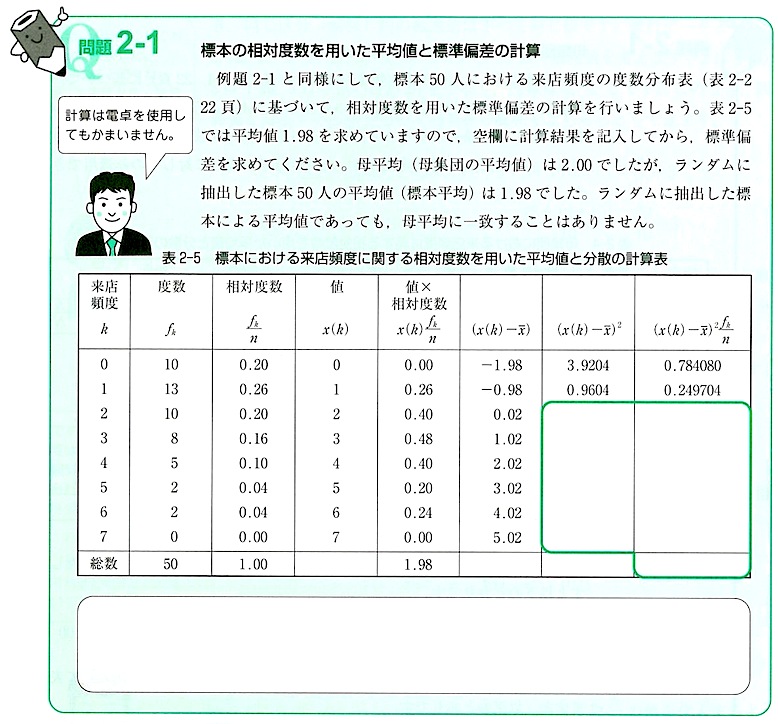 問題 2-1
標本の相対度数を用いた平均値と標準偏差の計算
例題 2-1 と同様にして，標本 50 人における来店頻度の度数分布表（表 2-2
22 頁）に基づいて，相対度数を用いた標準偏差の計算を行いましょう。表 2-5
では平均値 1.98 を求めていますので，空欄に計算結果を記入してから，標準偏
差を求めてください。母平均（母集団の平均値）は 2.00 でしたが，ランダムに
抽出した標本 50 人の平均値（標本平均）は 1.98 でした。ランダムに抽出した標
本による平均値であっても，母平均に一致することはありません。
計算は電卓を使用し
てもかまいません。
表 2-5 標本における来店頻度に関する相対度数を用いた平均値と分散の計算表
来店頻度 k 度数 fₖ 相対度数 fₖ/n 値 x(k) 値×相対度数 x(k)fₖ/n (x(k)−x̄) (x(k)−x̄)² (x(k)−x̄)²fₖ/n
0 10 0.20 0 0.00 −1.98 3.9204 0.784080
1 13 0.26 1 0.26 −0.98 0.9604 0.249704
2 10 0.20 2 0.40 0.02
3 8 0.16 3 0.48 1.02
4 5 0.10 4 0.40 2.02
5 2 0.04 5 0.20 3.02
6 2 0.04 6 0.24 4.02
7 0 0.00 7 0.00 5.02
総数 50 1.00 1.98